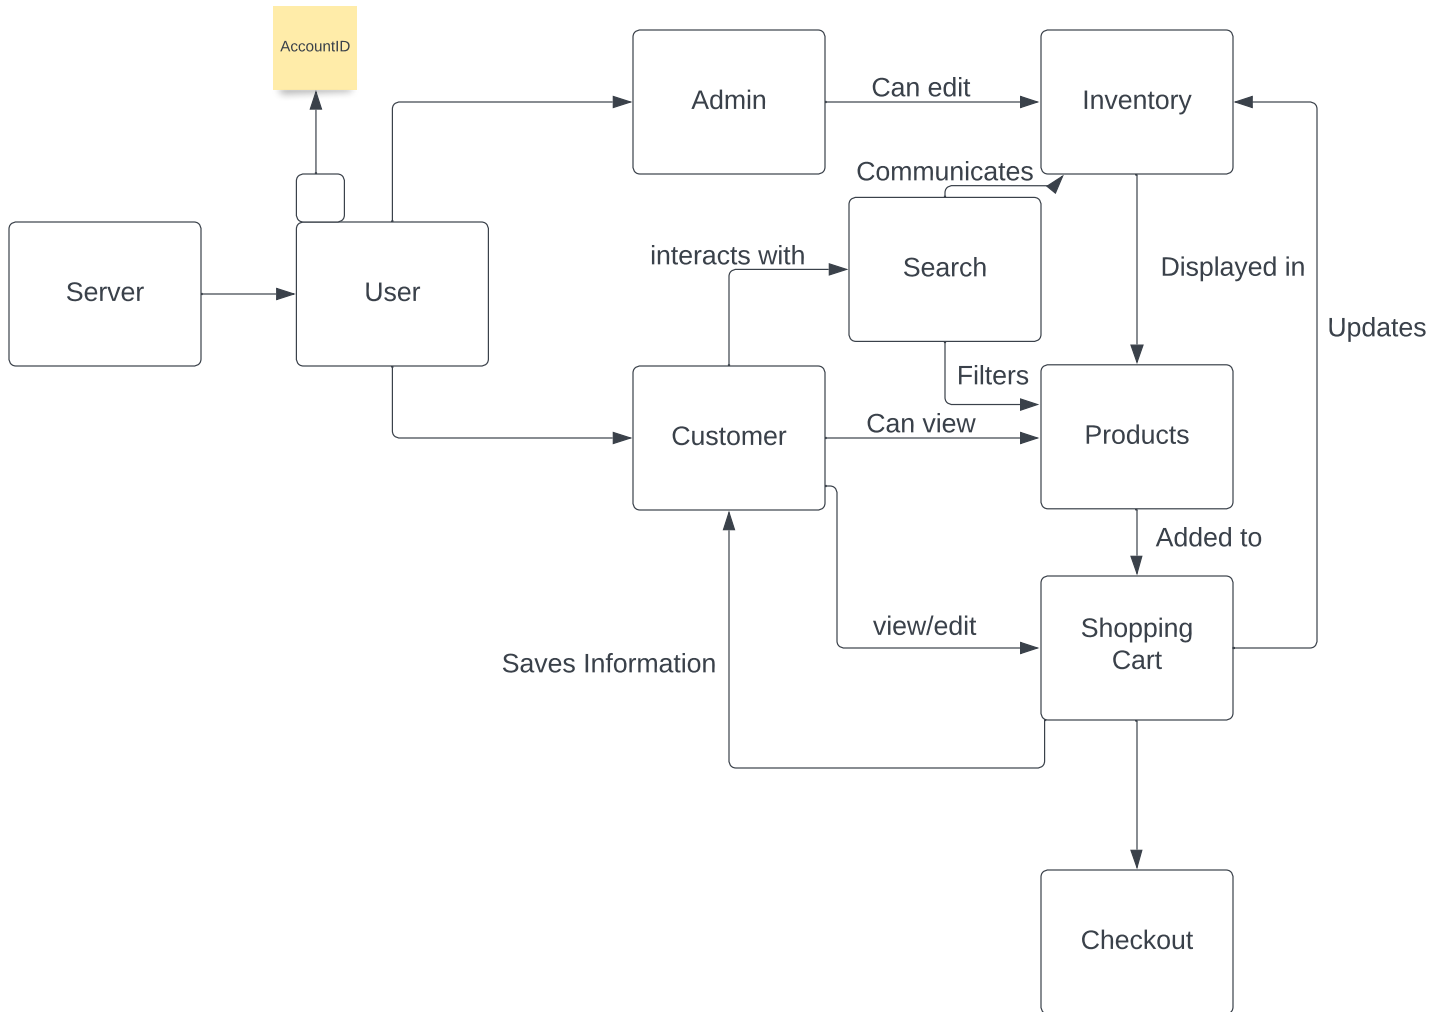 AccountID
Admin
Can edit
Inventory
Communicates
Server
User
interacts with
Search
Displayed in
Updates
Filters
Customer
Can view
Products
Added to
view/edit
Shopping
Cart
Saves Information
Checkout